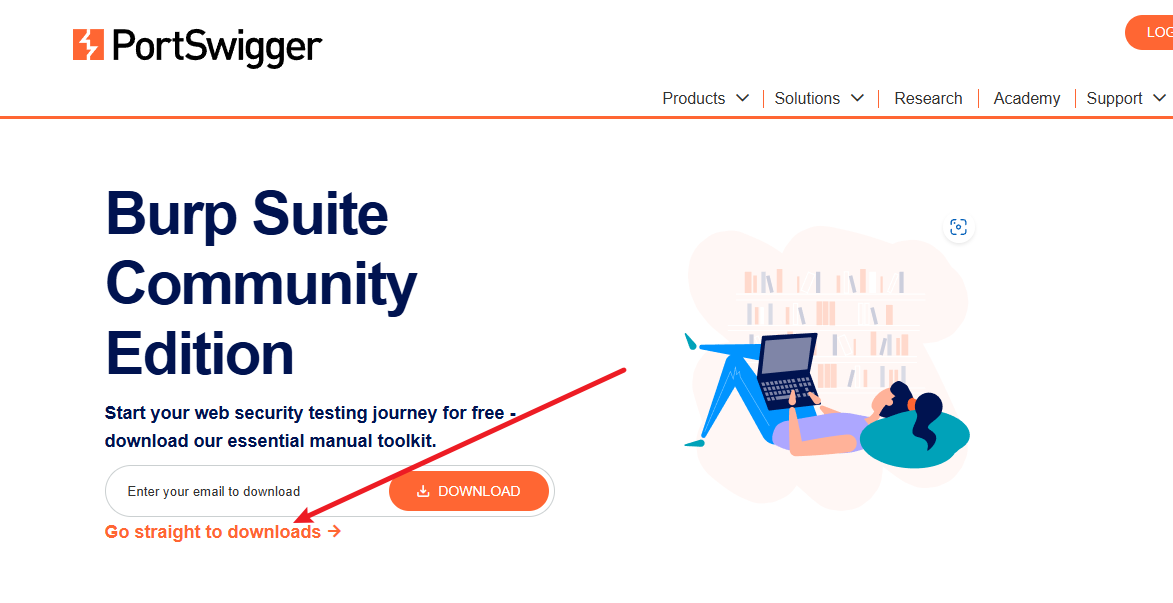 PortSwigger
LOG
Products
Solutions
Research
Academy
Support
Burp Suite
Community
Edition
Start your web security testing journey for free -
download our essential manual toolkit.
Enter your email to download
DOWNLOAD
Go straight to downloads →